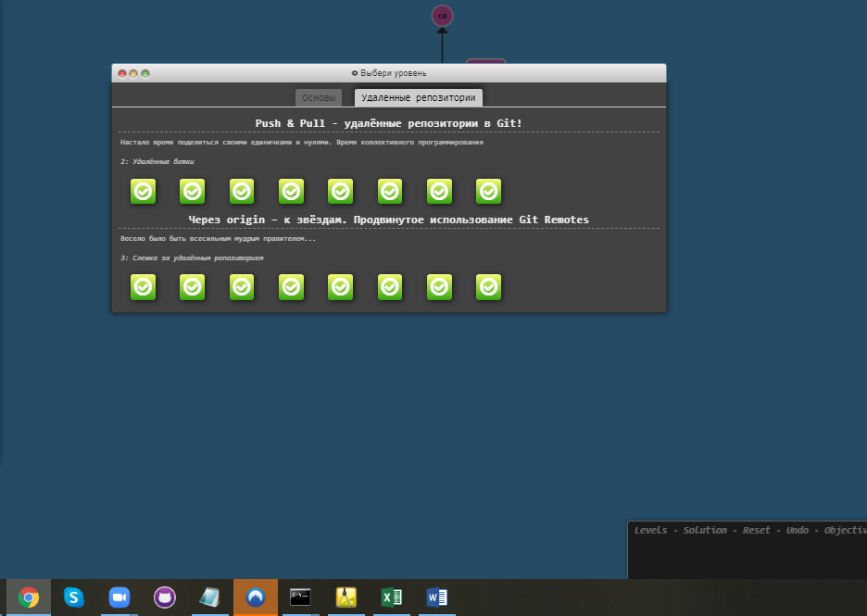 C0
Выбери уровень
Основы
Удаленные репозитории
Push & Pull - удалённые репозитории в Git!
Настало время поделиться своими единичками и нулями. Время коллективного программирования
2: Удалённые ветки
Через origin – к звёздам. Продвинутое использование Git Remotes
Весело было быть всесильным мудрым правителем...
3: Слежка за удалённым репозиторием
Levels · Solution · Reset · Undo · Objectiv